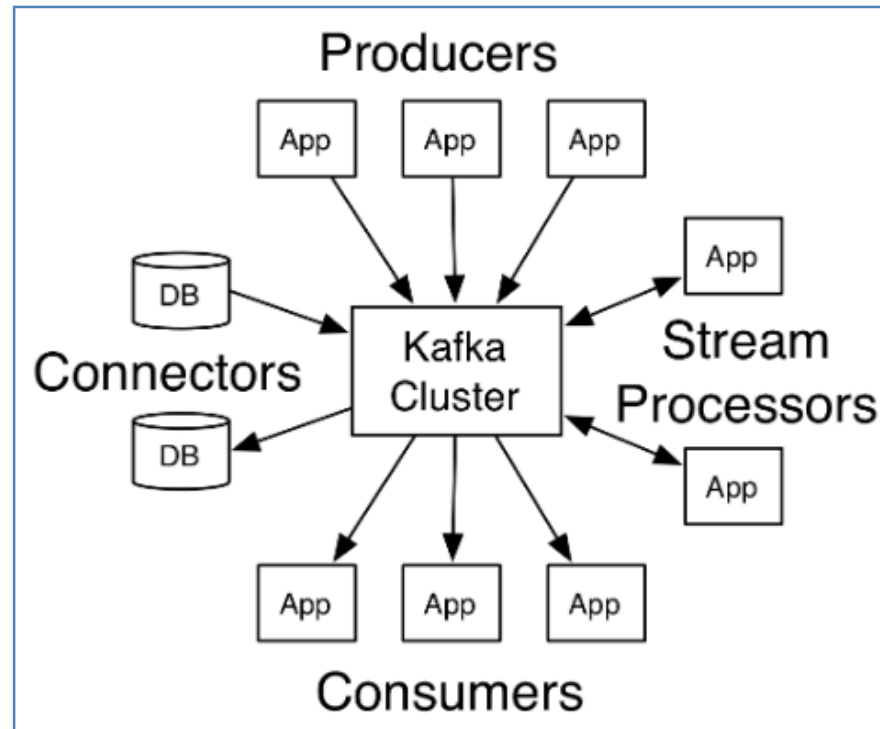 Producers
App
App
App
DB
App
Kafka
Cluster
Stream
Processors
Connectors
DB
App
App
App
App
Consumers